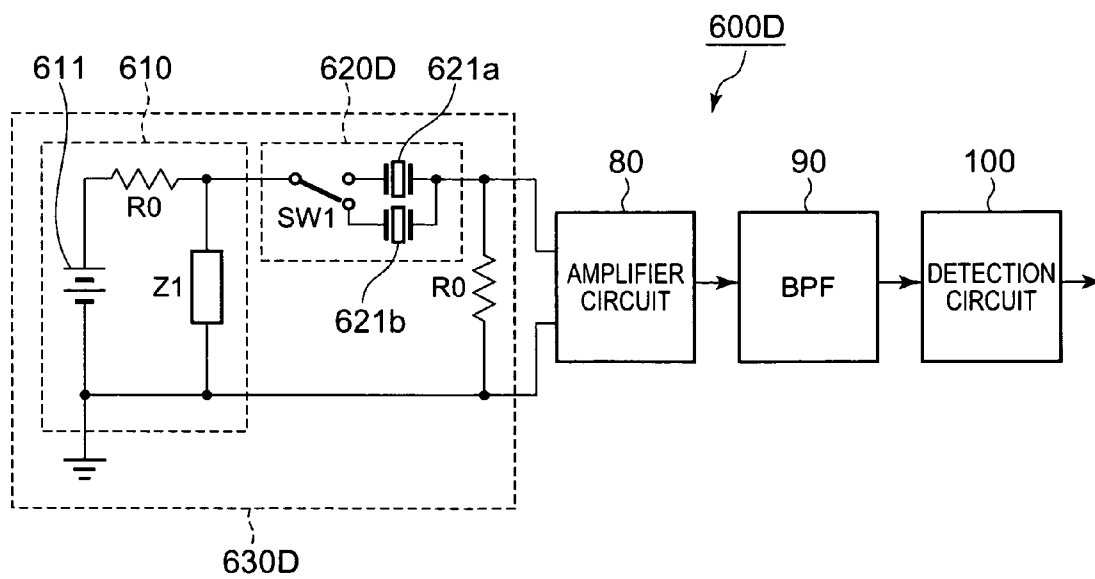 600D
611
610
620D
621a
80
90
100
R0
SW1
Z1
621b
R0
AMPLIFIER
CIRCUIT
BPF
DETECTION
CIRCUIT
630D